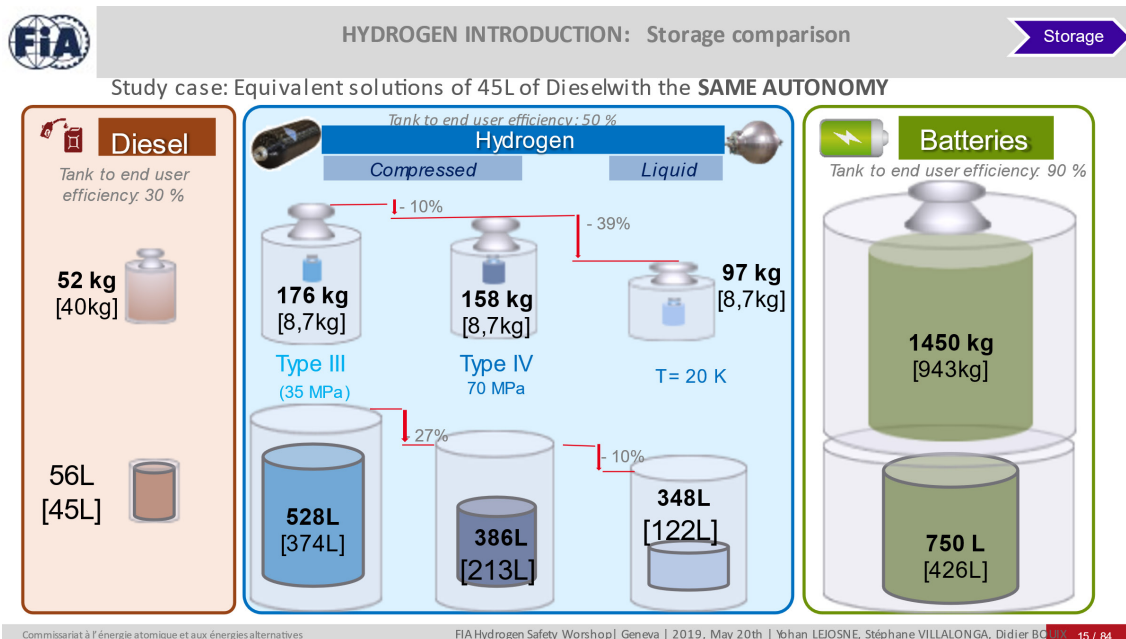 FiA
HYDROGEN INTRODUCTION: Storage comparison
Storage
Study case: Equivalent solutions of 45L of Dieselwith the SAME AUTONOMY
Diesel
Tank to end user
efficiency: 30 %
52 kg
[40kg]
56L
[45L]
Tank to end user efficiency: 50 %
Hydrogen
Compressed
Liquid
- 10%
- 39%
176 kg
[8,7kg]
158 kg
[8,7kg]
97 kg
[8,7kg]
Type III
(35 MPa)
Type IV
70 MPa
T= 20 K
- 27%
- 10%
528L
[374L]
386L
[213L]
348L
[122L]
Batteries
Tank to end user efficiency: 90 %
1450 kg
[943kg]
750 L
[426L]
Commissariat à l'énergie atomique et aux énergies alternatives
FIA Hydrogen Safety Worshop| Geneva | 2019, May 20th | Yohan LEJOSNE, Stéphane VILLALONGA, Didier BOUIX
15 / 84